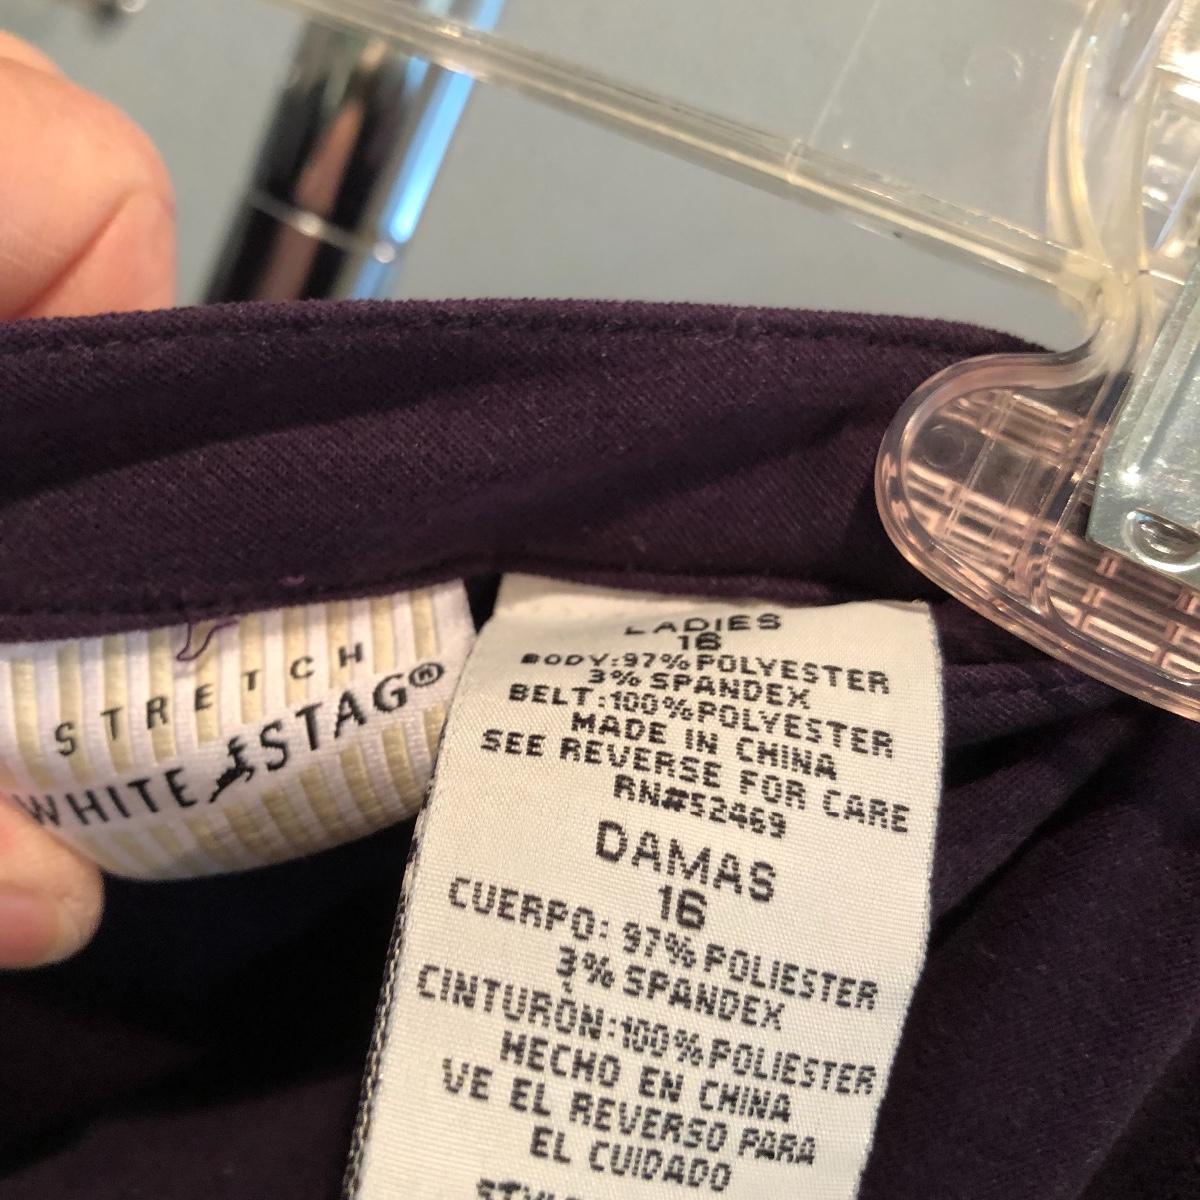 STRETCH
WHITE STAG®
LADIES
16
BODY:97%POLYESTER
3%SPANDEX
BELT:100%POLYESTER
MADE IN CHINA
SEE REVERSE FOR CARE
RN#52469
DAMAS
16
CUERPO: 97%POLIESTER
3%SPANDEX
CINTURÓN:100%POLIESTER
HECHO EN CHINA
VE EL REVERSO PARA
EL CUIDADO